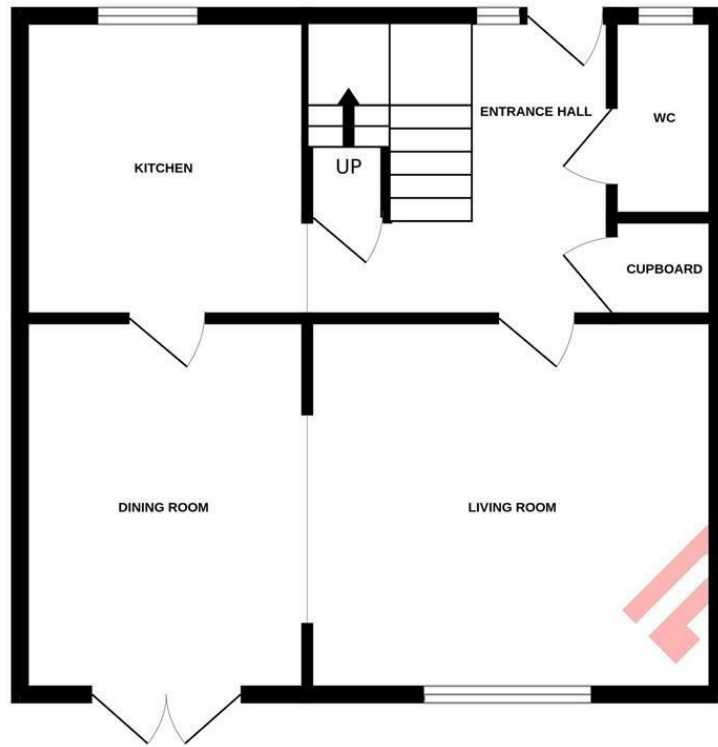 ENTRANCE HALL
WC
KITCHEN
UP
CUPBOARD
DINING ROOM
LIVING ROOM